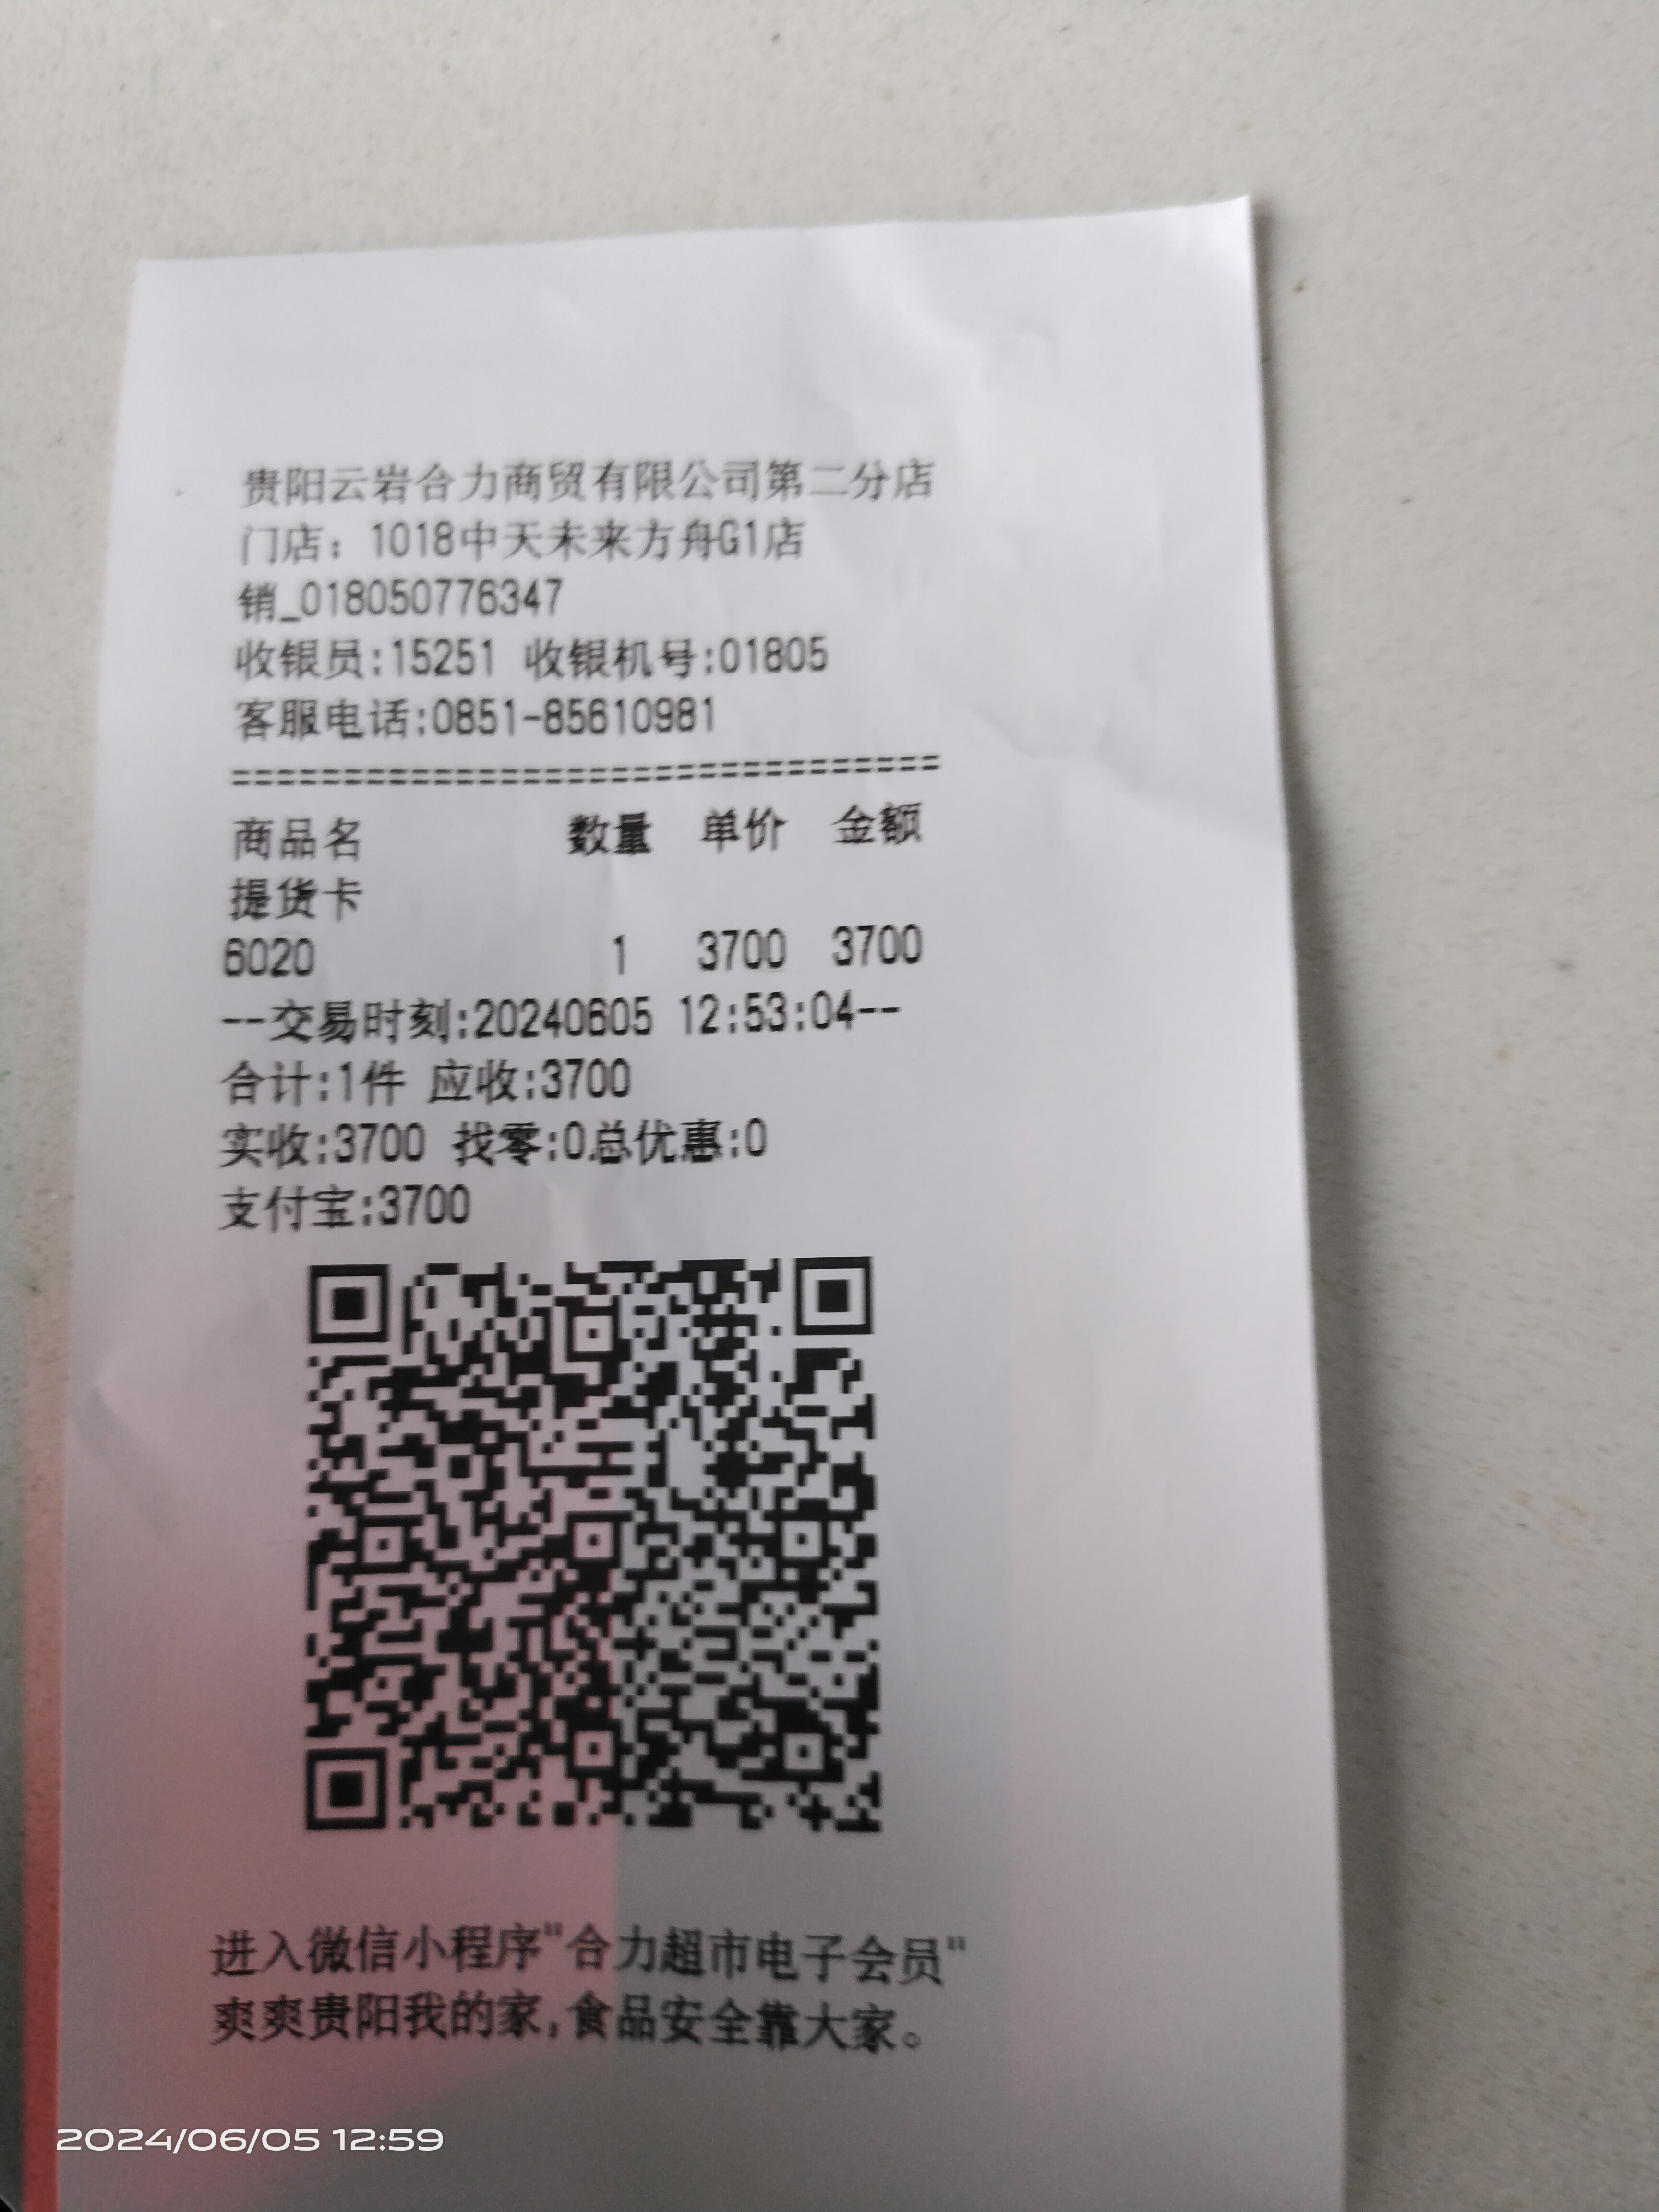 贵阳云岩合力商贸有限公司第二分店
门店：1018中天未来方舟G1店
销_018050776347
收银员:15251 收银机号:01805
客服电话:0851-85610981
================================
商品名 数量 单价 金额
提货卡
6020 1 3700 3700
--交易时刻:20240605 12:53:04--
合计:1件 应收:3700
实收:3700 找零:0总优惠:0
支付宝:3700
进入微信小程序"合力超市电子会员"
爽爽贵阳我的家,食品安全靠大家。
2024/06/05 12:59